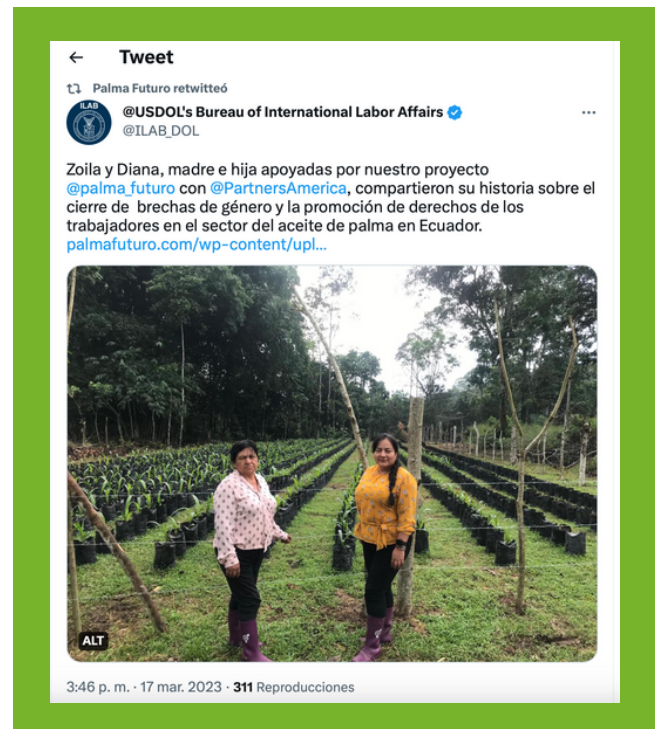 ← Tweet
Palma Futuro retwitteó
ILAB
@USDOL's Bureau of International Labor Affairs
@ILAB_DOL
Zoila y Diana, madre e hija apoyadas por nuestro proyecto
@palma_futuro con @PartnersAmerica, compartieron su historia sobre el
cierre de brechas de género y la promoción de derechos de los
trabajadores en el sector del aceite de palma en Ecuador.
palmafuturo.com/wp-content/upl...
ALT
3:46 p. m. · 17 mar. 2023 · 311 Reproducciones